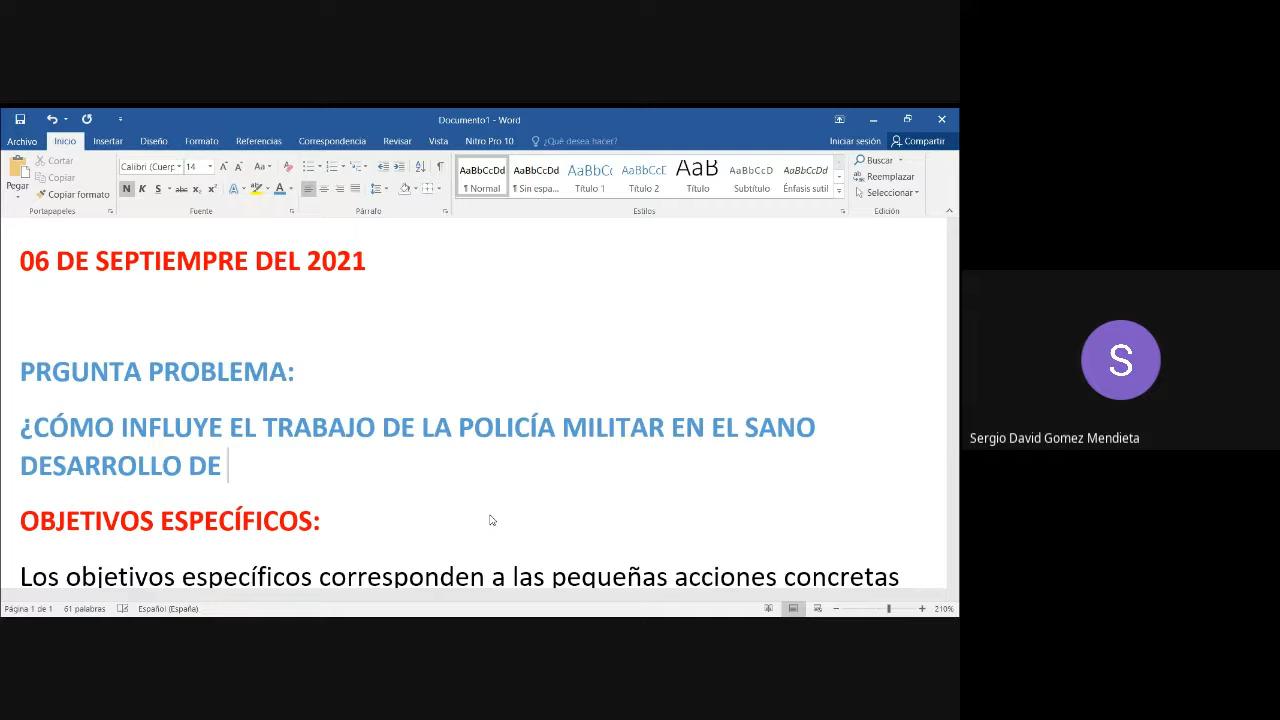 Documento1 - Word
Archivo Inicio Insertar Diseño Formato Referencias Correspondencia Revisar Vista Nitro Pro 10 ¿Qué desea hacer? Iniciar sesión Compartir
Pegar
Cortar
Copiar
Copiar formato
Portapapeles
Calibri (Cuerp 14
N K S abc x₂ x²
Fuente
Párrafo
AaBbCcDd AaBbCcDd AaBbCc AaBbCcE AaB AaBbCcD AaBbCcDd
¶ Normal ¶ Sin espa... Título 1 Título 2 Título Subtítulo Énfasis sutil
Estilos
Buscar
Reemplazar
Seleccionar
Edición
06 DE SEPTIEMPRE DEL 2021
PRGUNTA PROBLEMA:
¿CÓMO INFLUYE EL TRABAJO DE LA POLICÍA MILITAR EN EL SANO
DESARROLLO DE
OBJETIVOS ESPECÍFICOS:
Los objetivos específicos corresponden a las pequeñas acciones concretas
Página 1 de 1 61 palabras Español (España) 210%
S
Sergio David Gomez Mendieta